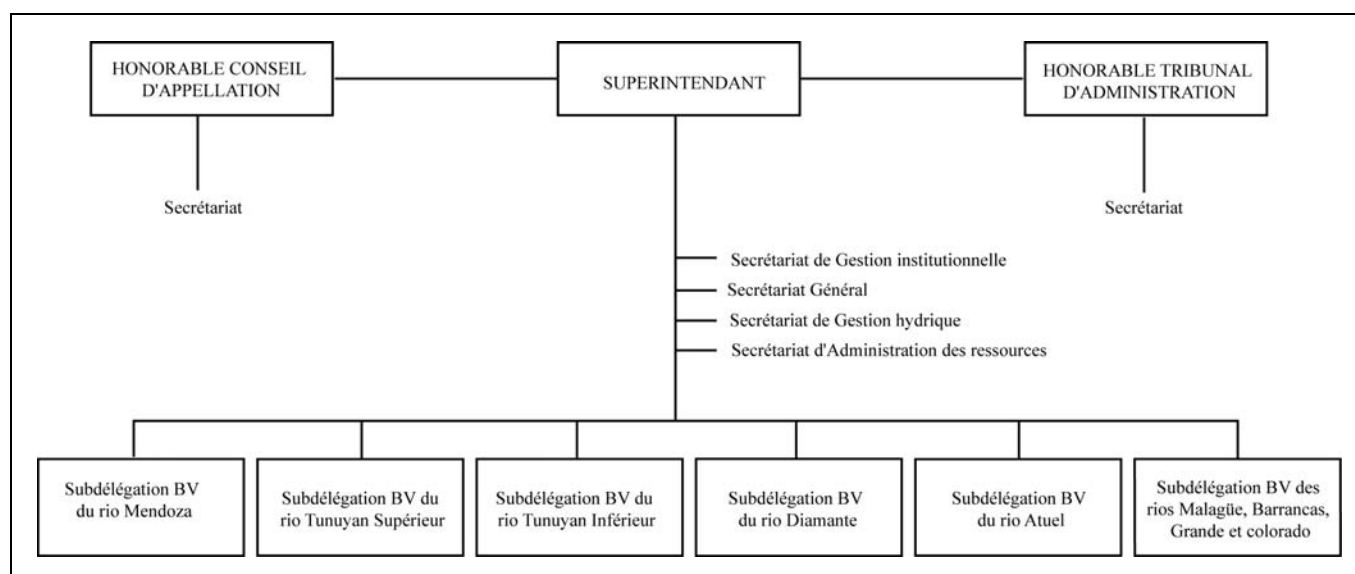 HONORABLE CONSEIL
D'APPELLATION
SUPERINTENDANT
HONORABLE TRIBUNAL
D'ADMINISTRATION
Secrétariat
Secrétariat
Secrétariat de Gestion institutionnelle
Secrétariat Général
Secrétariat de Gestion hydrique
Secrétariat d'Administration des ressources
Subdélégation BV
du rio Mendoza
Subdélégation BV du
rio Tunuyan Supérieur
Subdélégation BV du
rio Tunuyan Inférieur
Subdélégation BV
du rio Diamante
Subdélégation BV
du rio Atuel
Subdélégation BV des
rios Malagüe, Barrancas,
Grande et colorado